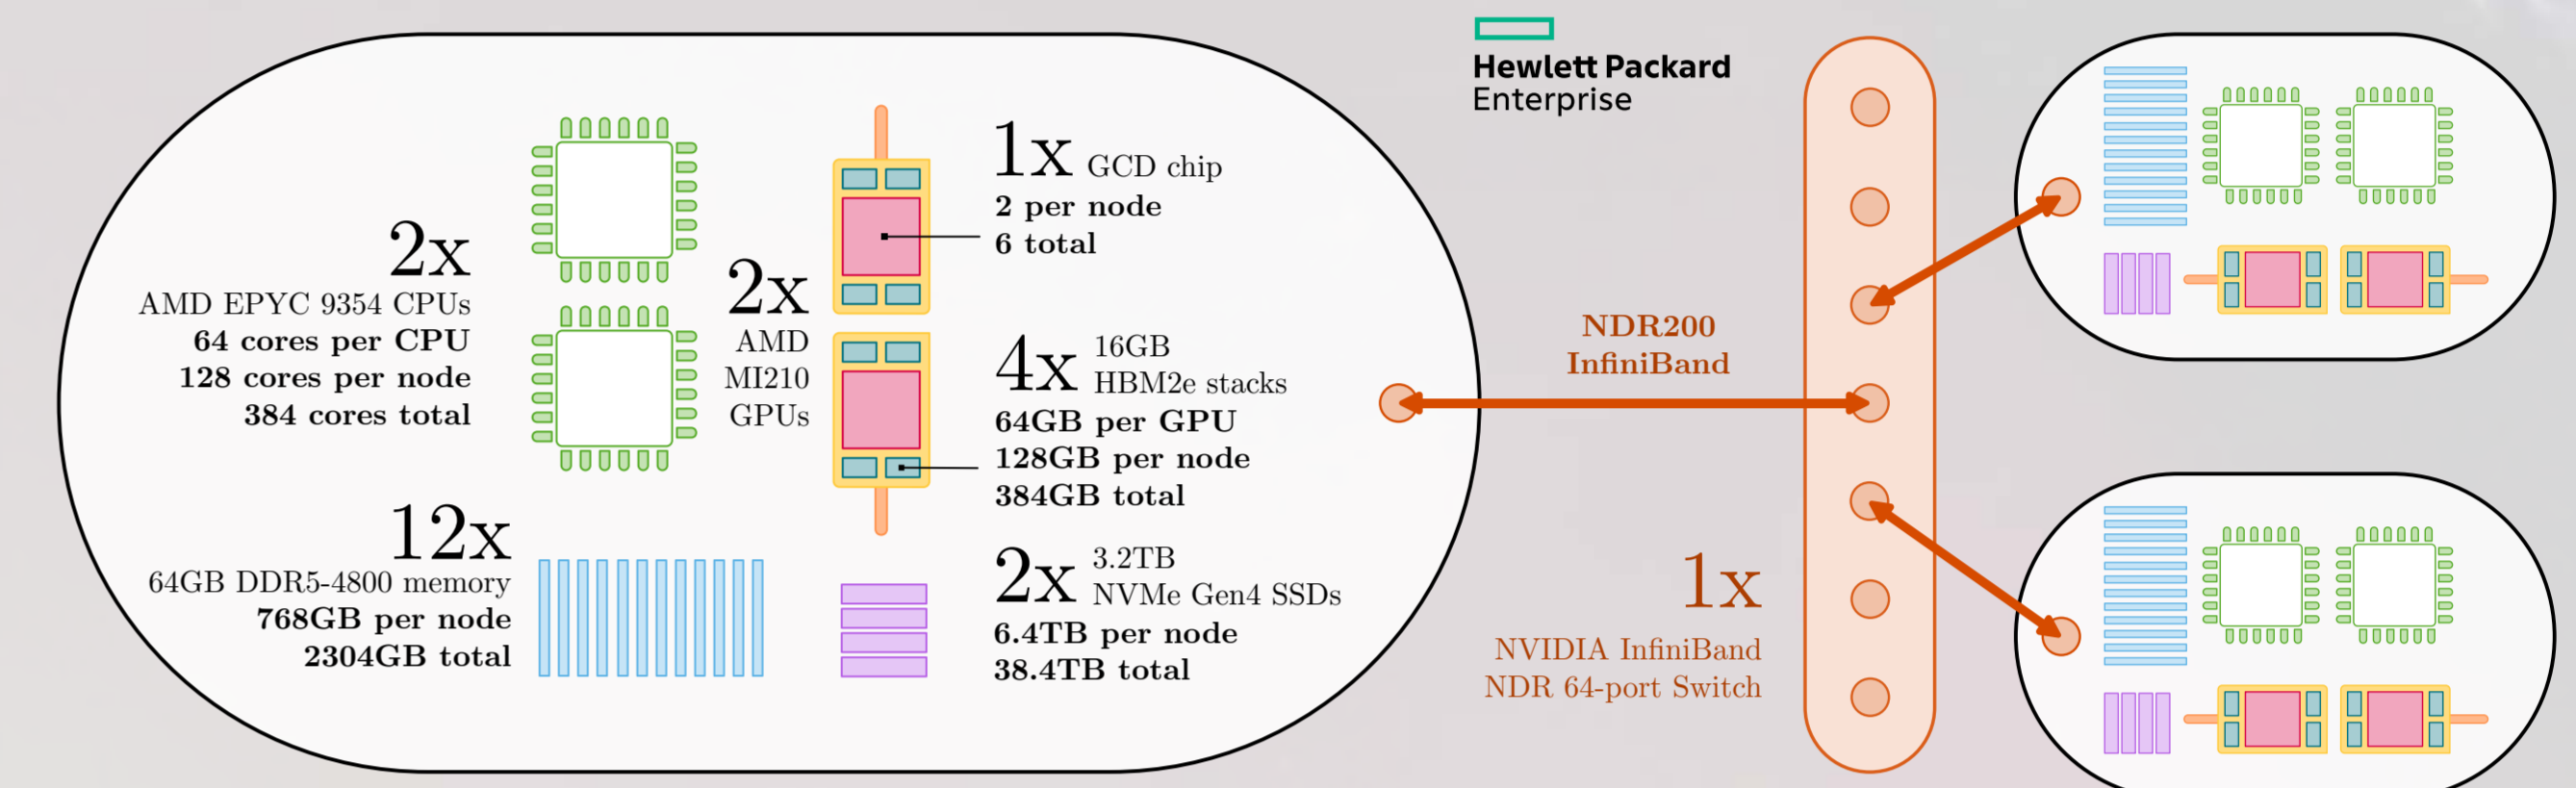 2x
AMD EPYC 9354 CPUs
64 cores per CPU
128 cores per node
384 cores total
12x
64GB DDR5-4800 memory
768GB per node
2304GB total
2x
AMD
MI210
GPUs
1x GCD chip
2 per node
6 total
4x 16GB
HBM2e stacks
64GB per GPU
128GB per node
384GB total
2x 3.2TB
NVMe Gen4 SSDs
6.4TB per node
38.4TB total
Hewlett Packard
Enterprise
NDR200
InfiniBand
1x
NVIDIA InfiniBand
NDR 64-port Switch